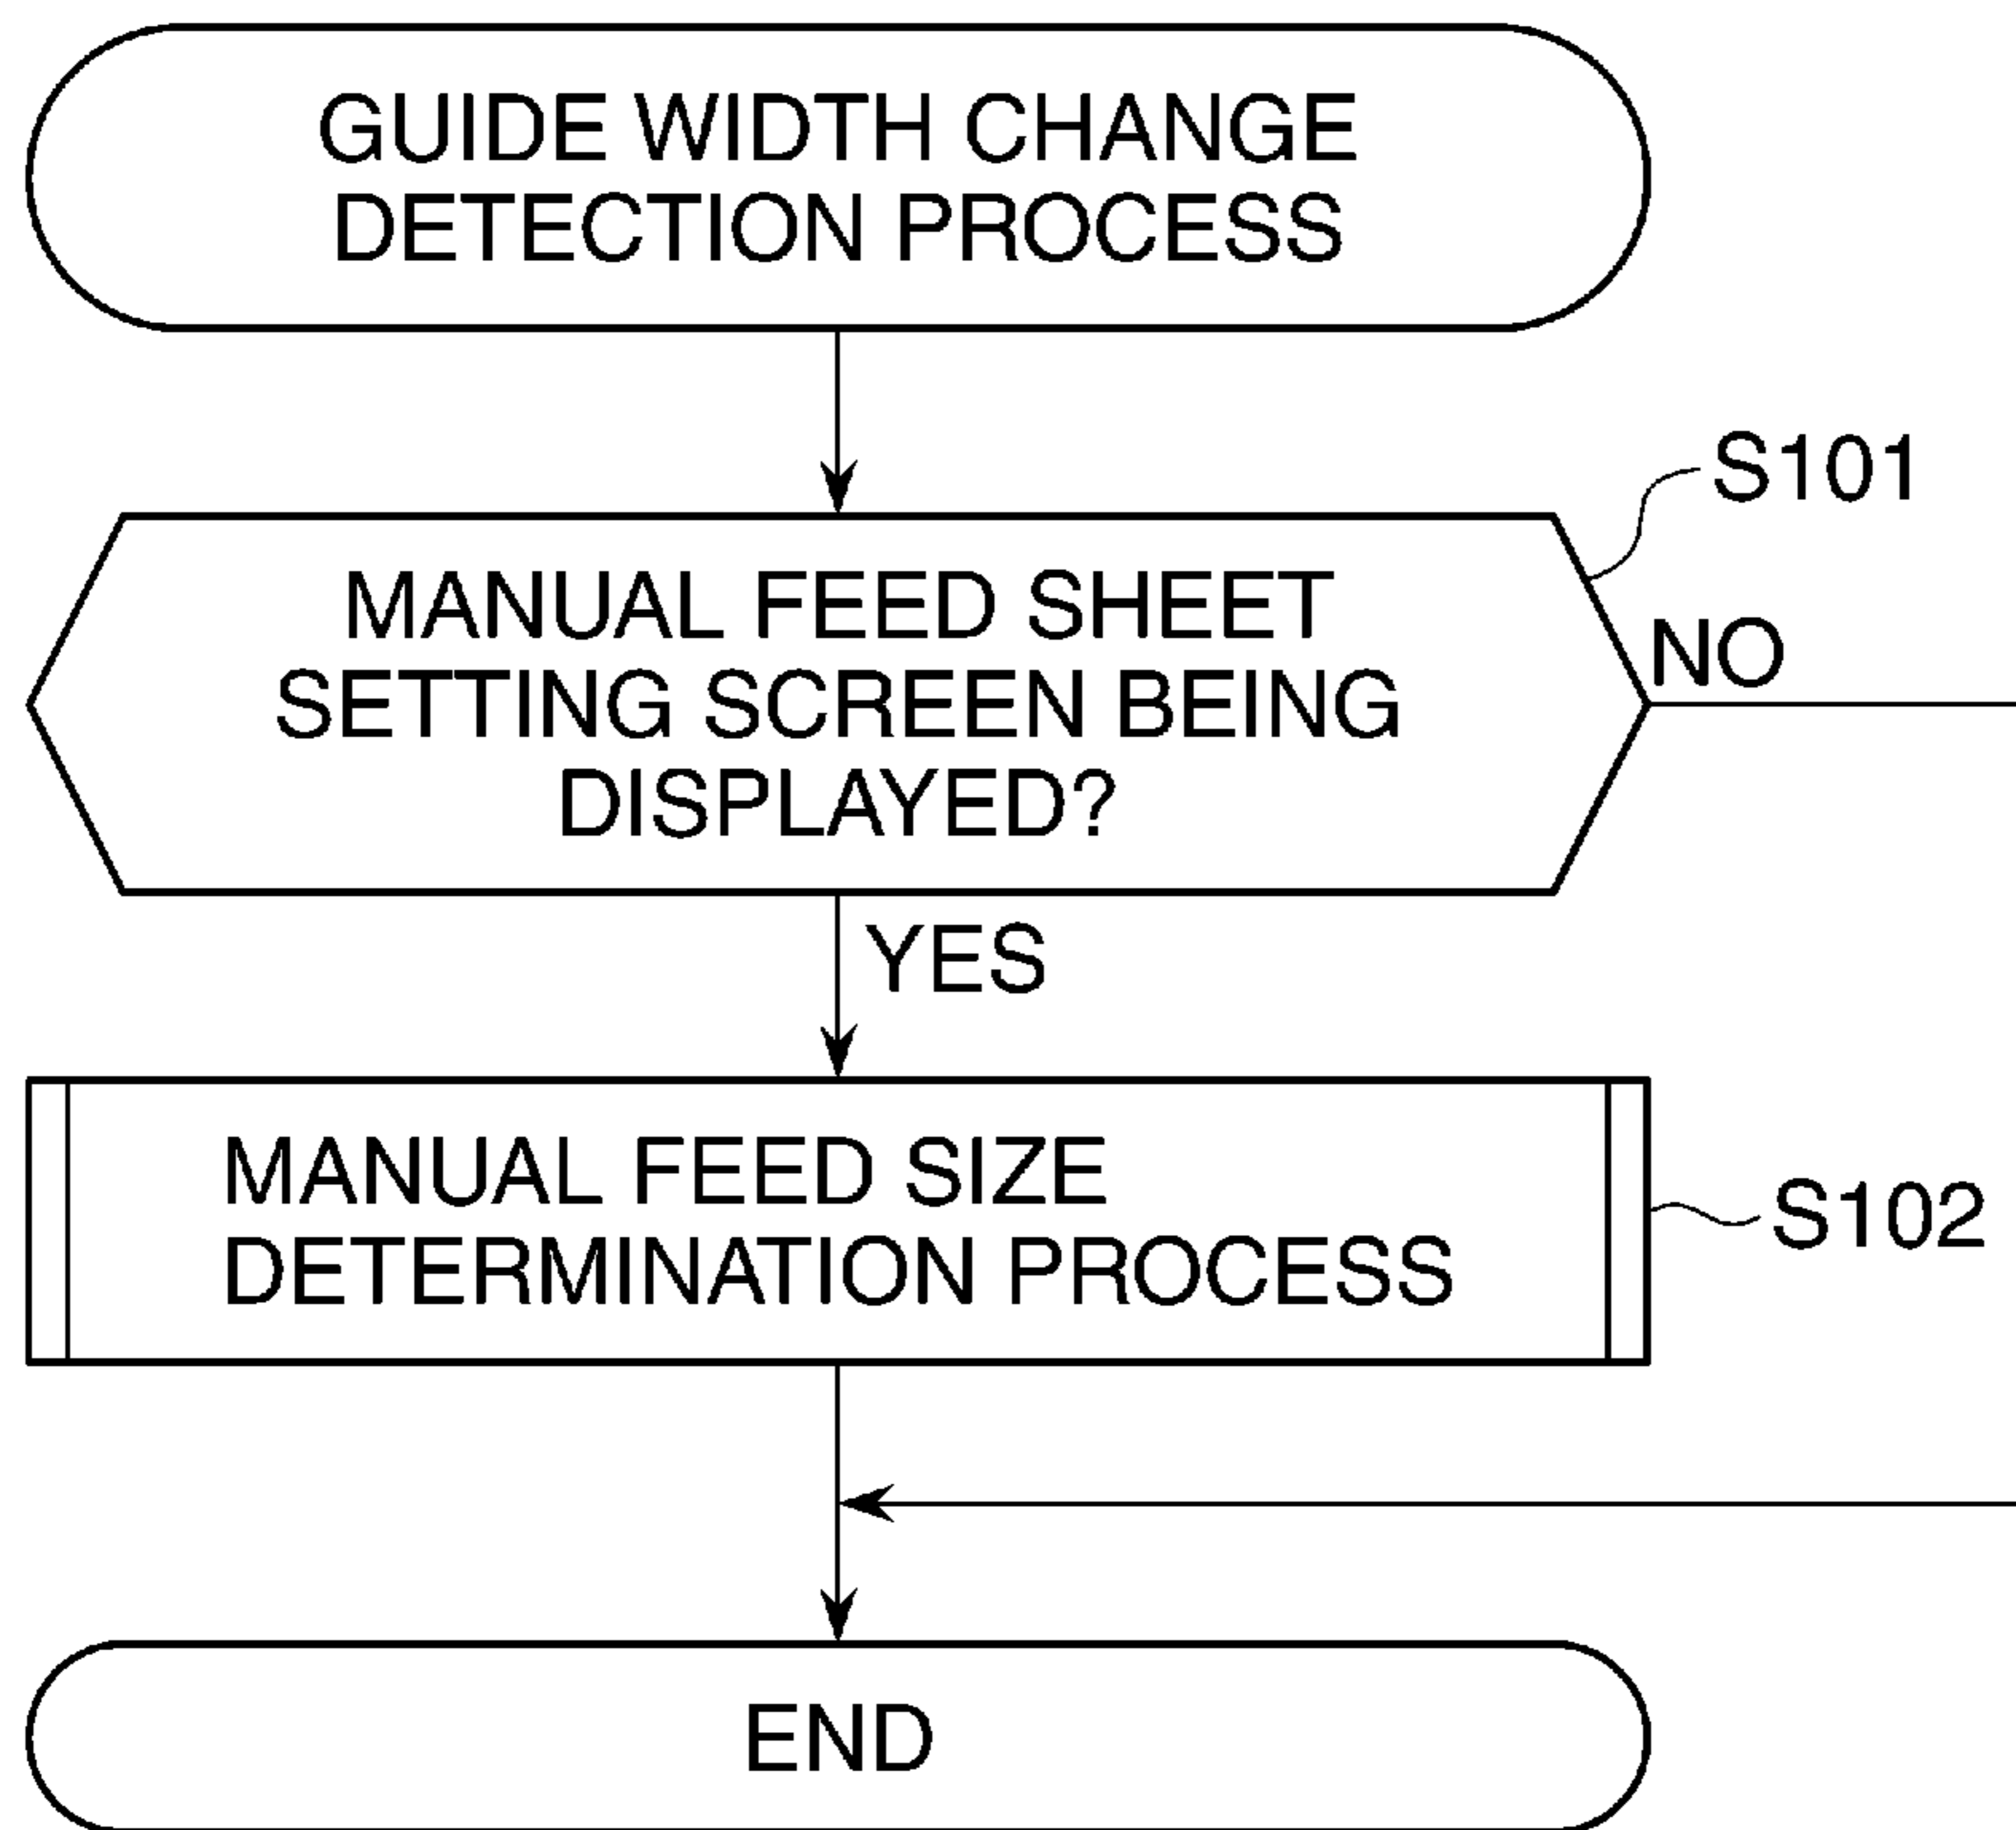 GUIDE WIDTH CHANGE
DETECTION PROCESS
S101
MANUAL FEED SHEET
SETTING SCREEN BEING
DISPLAYED?
NO
YES
MANUAL FEED SIZE
DETERMINATION PROCESS
S102
END